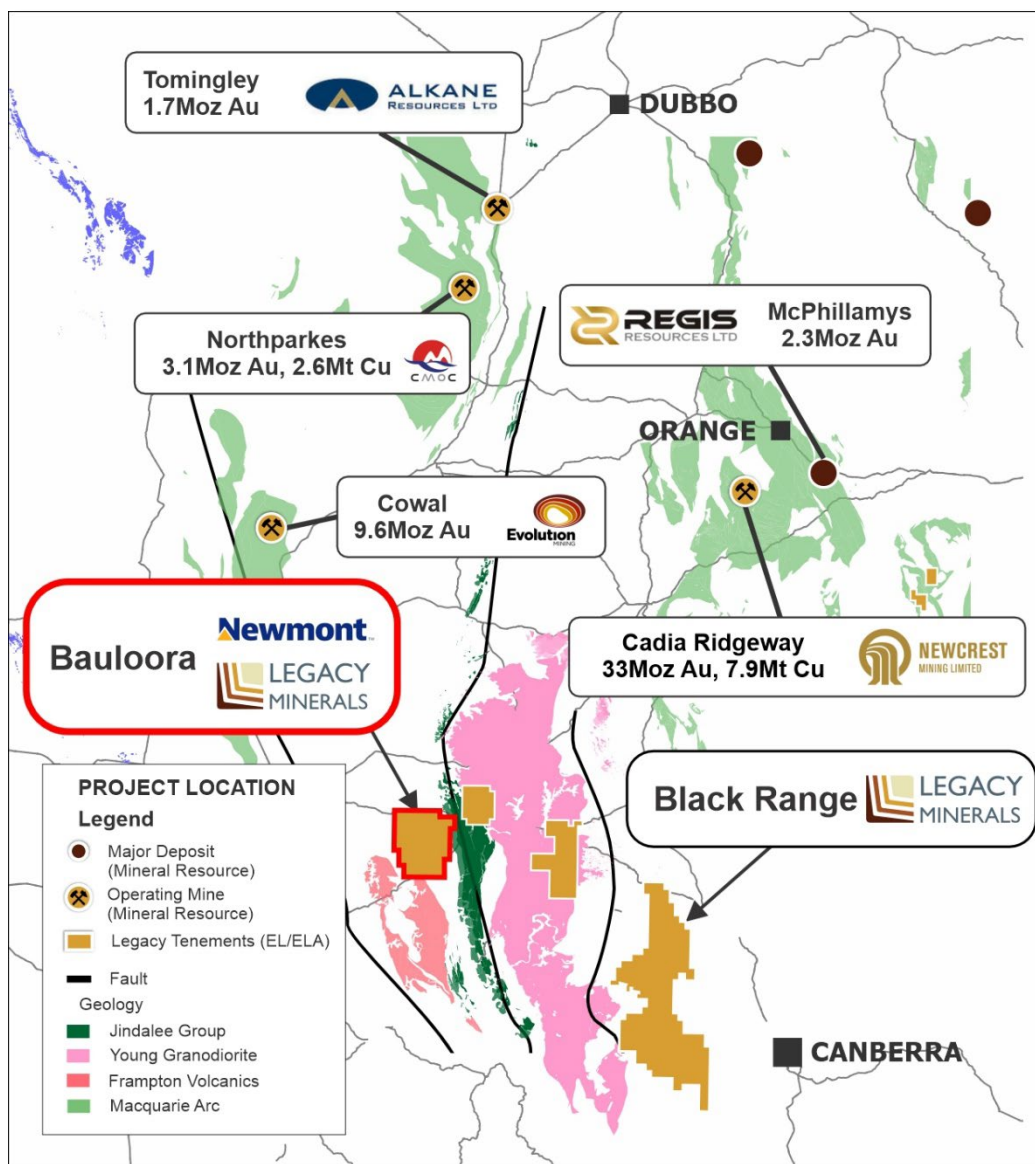 Tomingley
1.7Moz Au
ALKANE
RESOURCES LTD
DUBBO
Northparkes
3.1Moz Au, 2.6Mt Cu
CMOC
REGIS
RESOURCES LTD
McPhillamys
2.3Moz Au
ORANGE
Cowal
9.6Moz Au
Evolution
MINING
Bauloora
Newmont™
LEGACY
MINERALS
Cadia Ridgeway
33Moz Au, 7.9Mt Cu
NEWCREST
MINING LIMITED
Black Range
LEGACY
MINERALS
PROJECT LOCATION
Legend
Major Deposit
(Mineral Resource)
Operating Mine
(Mineral Resource)
Legacy Tenements (EL/ELA)
Fault
Geology
Jindalee Group
Young Granodiorite
Frampton Volcanics
Macquarie Arc
CANBERRA